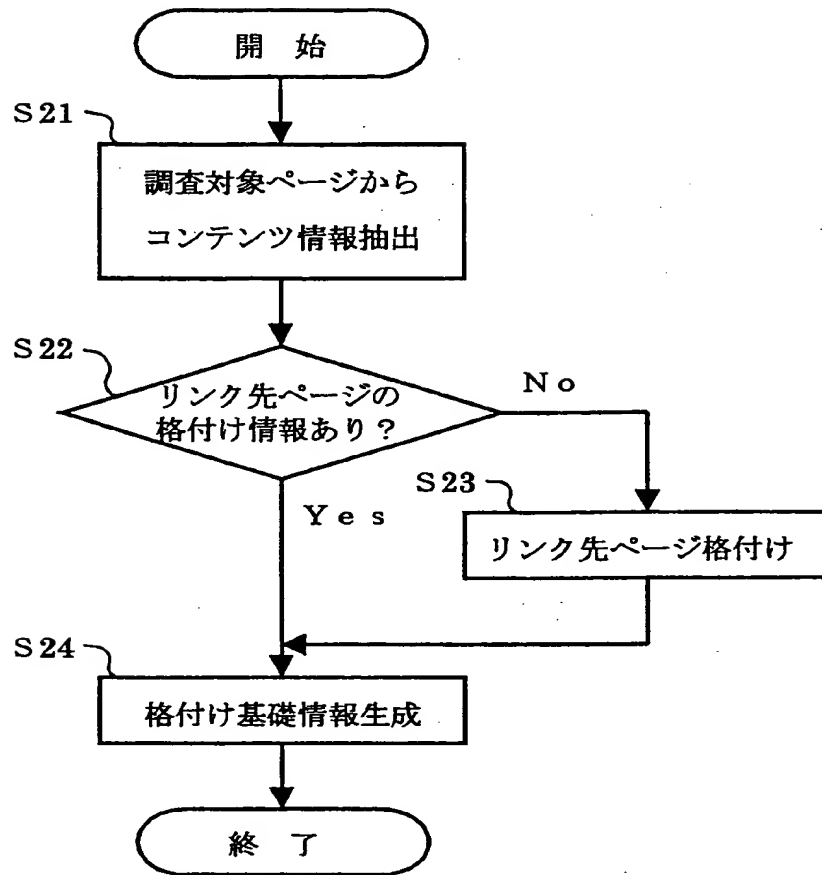 開 始
S21
調査対象ページから
コンテンツ情報抽出
S22
リンク先ページの
格付け情報あり?
No
S23
Yes
リンク先ページ格付け
S24
格付け基礎情報生成
終 了